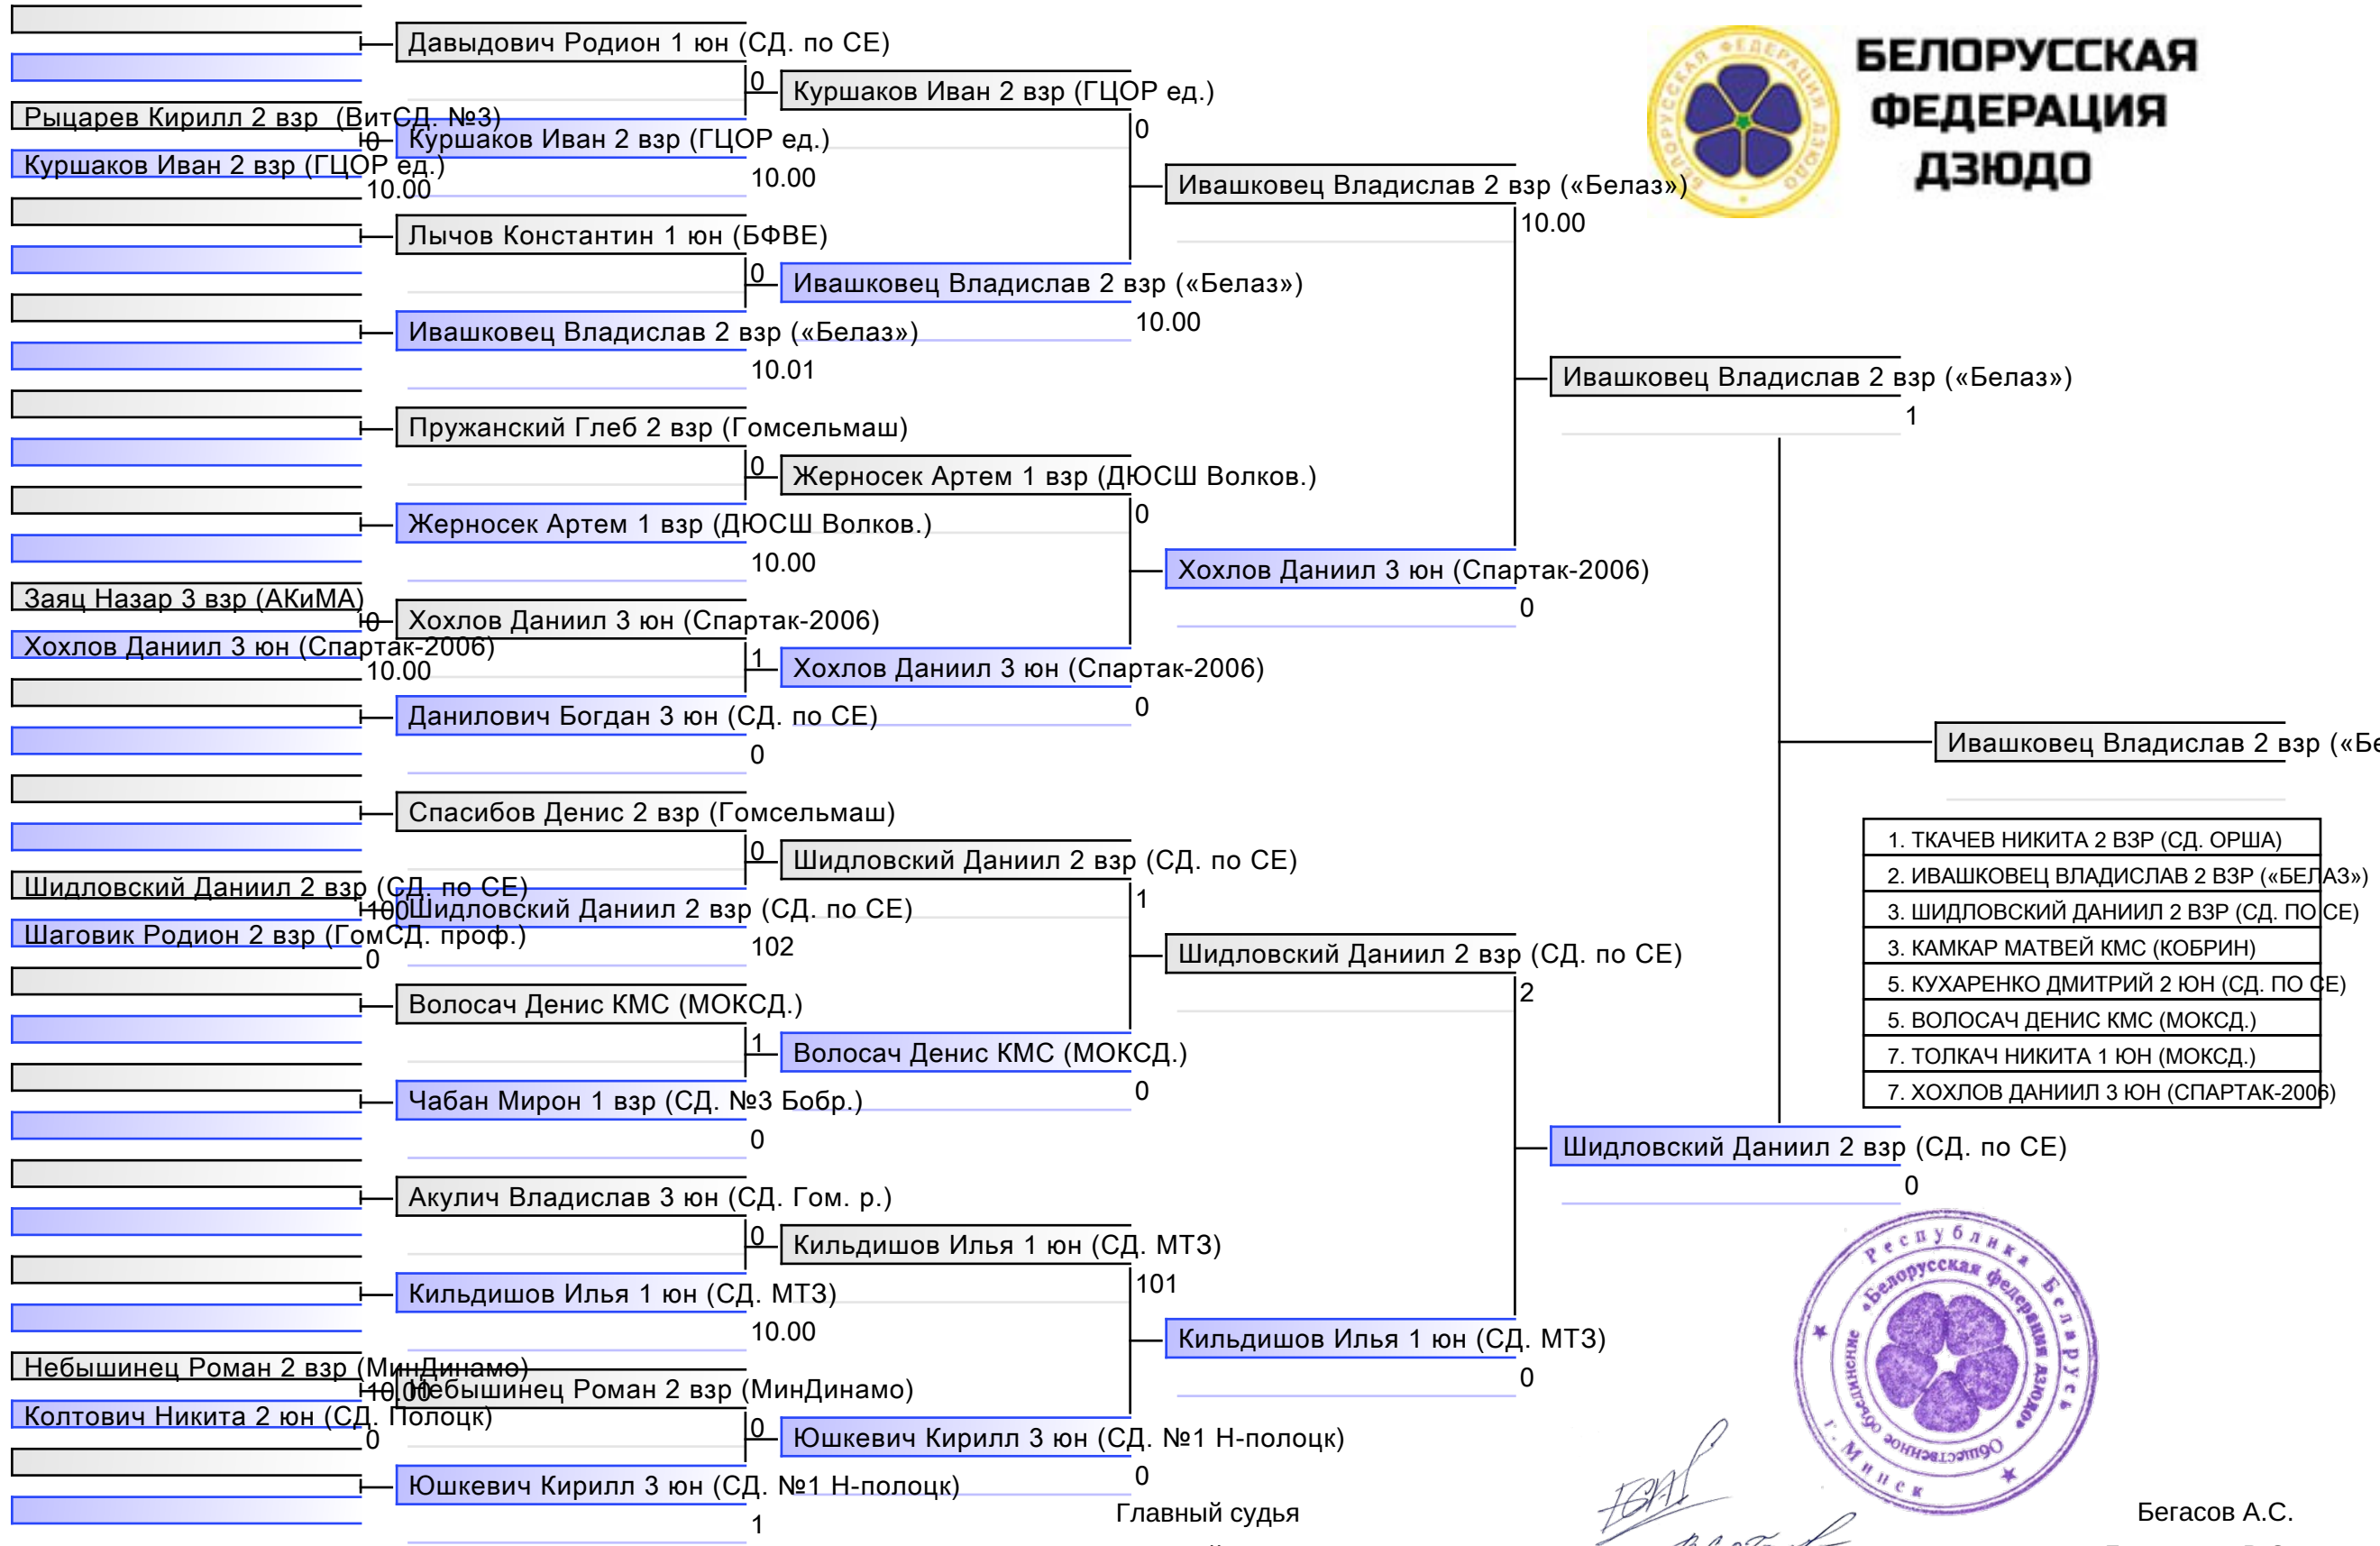 БЕЛОРУССКАЯ
ФЕДЕРАЦИЯ
ДЗЮДО
БЕЛОРУССКАЯ ФЕДЕРАЦИЯ ДЗЮДО
Рыцарев Кирилл 2 взр (ВитСД. №3)
0
Куршаков Иван 2 взр (ГЦОР ед.)
10.00
Заяц Назар 3 взр (АКиМА)
0
Хохлов Даниил 3 юн (Спартак-2006)
10.00
Шидловский Даниил 2 взр (СД. по СЕ)
100
Шаговик Родион 2 взр (ГомСД. проф.)
0
Небышинец Роман 2 взр (МинДинамо)
10.00
Колтович Никита 2 юн (СД. Полоцк)
0
Давыдович Родион 1 юн (СД. по СЕ)
0
Куршаков Иван 2 взр (ГЦОР ед.)
10.00
Лычов Константин 1 юн (БФВЕ)
0
Ивашковец Владислав 2 взр («Белаз»)
10.01
Пружанский Глеб 2 взр (Гомсельмаш)
0
Жерносек Артем 1 взр (ДЮСШ Волков.)
10.00
Хохлов Даниил 3 юн (Спартак-2006)
1
Данилович Богдан 3 юн (СД. по СЕ)
0
Спасибов Денис 2 взр (Гомсельмаш)
0
Шидловский Даниил 2 взр (СД. по СЕ)
102
Волосач Денис КМС (МОКСД.)
1
Чабан Мирон 1 взр (СД. №3 Бобр.)
0
Акулич Владислав 3 юн (СД. Гом. р.)
0
Кильдишов Илья 1 юн (СД. МТЗ)
10.00
Небышинец Роман 2 взр (МинДинамо)
0
Юшкевич Кирилл 3 юн (СД. №1 Н-полоцк)
1
Куршаков Иван 2 взр (ГЦОР ед.)
0
Ивашковец Владислав 2 взр («Белаз»)
10.00
Жерносек Артем 1 взр (ДЮСШ Волков.)
0
Хохлов Даниил 3 юн (Спартак-2006)
0
Шидловский Даниил 2 взр (СД. по СЕ)
1
Волосач Денис КМС (МОКСД.)
0
Кильдишов Илья 1 юн (СД. МТЗ)
101
Юшкевич Кирилл 3 юн (СД. №1 Н-полоцк)
0
Ивашковец Владислав 2 взр («Белаз»)
10.00
Хохлов Даниил 3 юн (Спартак-2006)
0
Шидловский Даниил 2 взр (СД. по СЕ)
2
Кильдишов Илья 1 юн (СД. МТЗ)
0
Ивашковец Владислав 2 взр («Белаз»)
1
Шидловский Даниил 2 взр (СД. по СЕ)
0
Ивашковец Владислав 2 взр («Бе
1. ТКАЧЕВ НИКИТА 2 ВЗР (СД. ОРША)
2. ИВАШКОВЕЦ ВЛАДИСЛАВ 2 ВЗР («БЕЛАЗ»)
3. ШИДЛОВСКИЙ ДАНИИЛ 2 ВЗР (СД. ПО СЕ)
3. КАМКАР МАТВЕЙ КМС (КОБРИН)
5. КУХАРЕНКО ДМИТРИЙ 2 ЮН (СД. ПО СЕ)
5. ВОЛОСАЧ ДЕНИС КМС (МОКСД.)
7. ТОЛКАЧ НИКИТА 1 ЮН (МОКСД.)
7. ХОХЛОВ ДАНИИЛ 3 ЮН (СПАРТАК-2006)
Республика Беларусь
г. Минск
Общественное объединение
«Белорусская федерация дзюдо»
Главный судья
Бегасов А.С.